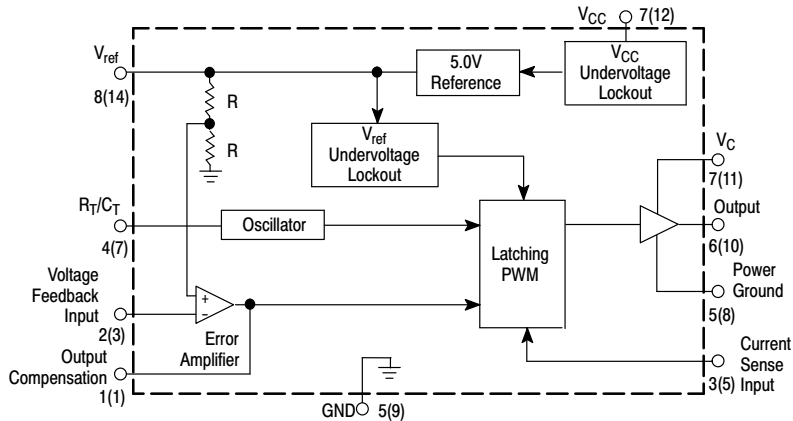 VCC 7(12)
Vref
8(14)
5.0V
Reference
VCC
Undervoltage
Lockout
R
R
Vref
Undervoltage
Lockout
VC
7(11)
RT/CT
4(7)
Oscillator
Latching
PWM
Output
6(10)
Voltage
Feedback
Input
2(3)
+
−
Error
Amplifier
Power
Ground
5(8)
Output
Compensation
1(1)
Current
Sense
Input
3(5)
GND 5(9)